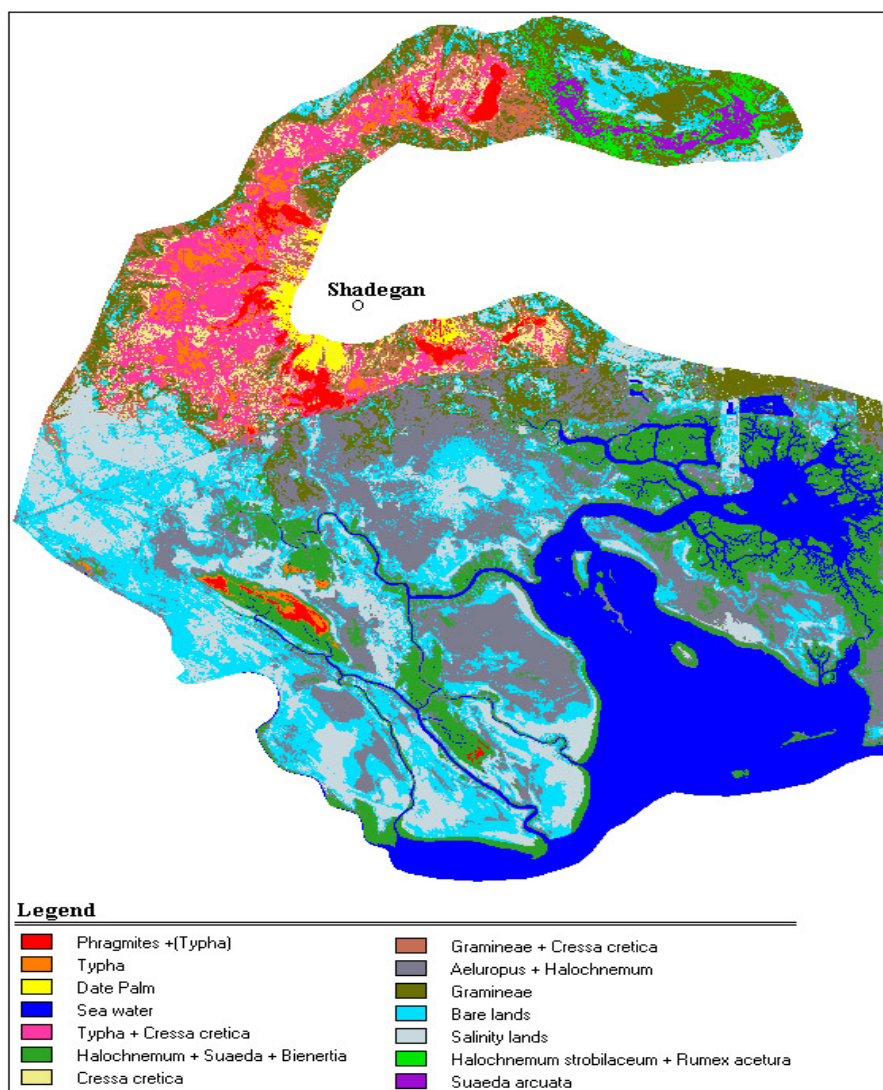 Shadegan
Legend
Phragmites +(Typha)
Typha
Date Palm
Sea water
Typha + Cressa cretica
Halochnemum + Suaeda + Bienertia
Cressa cretica
Gramineae + Cressa cretica
Aeluropus + Halochnemum
Gramineae
Bare lands
Salinity lands
Halochnemum strobilaceum + Rumex acetura
Suaeda arcuata